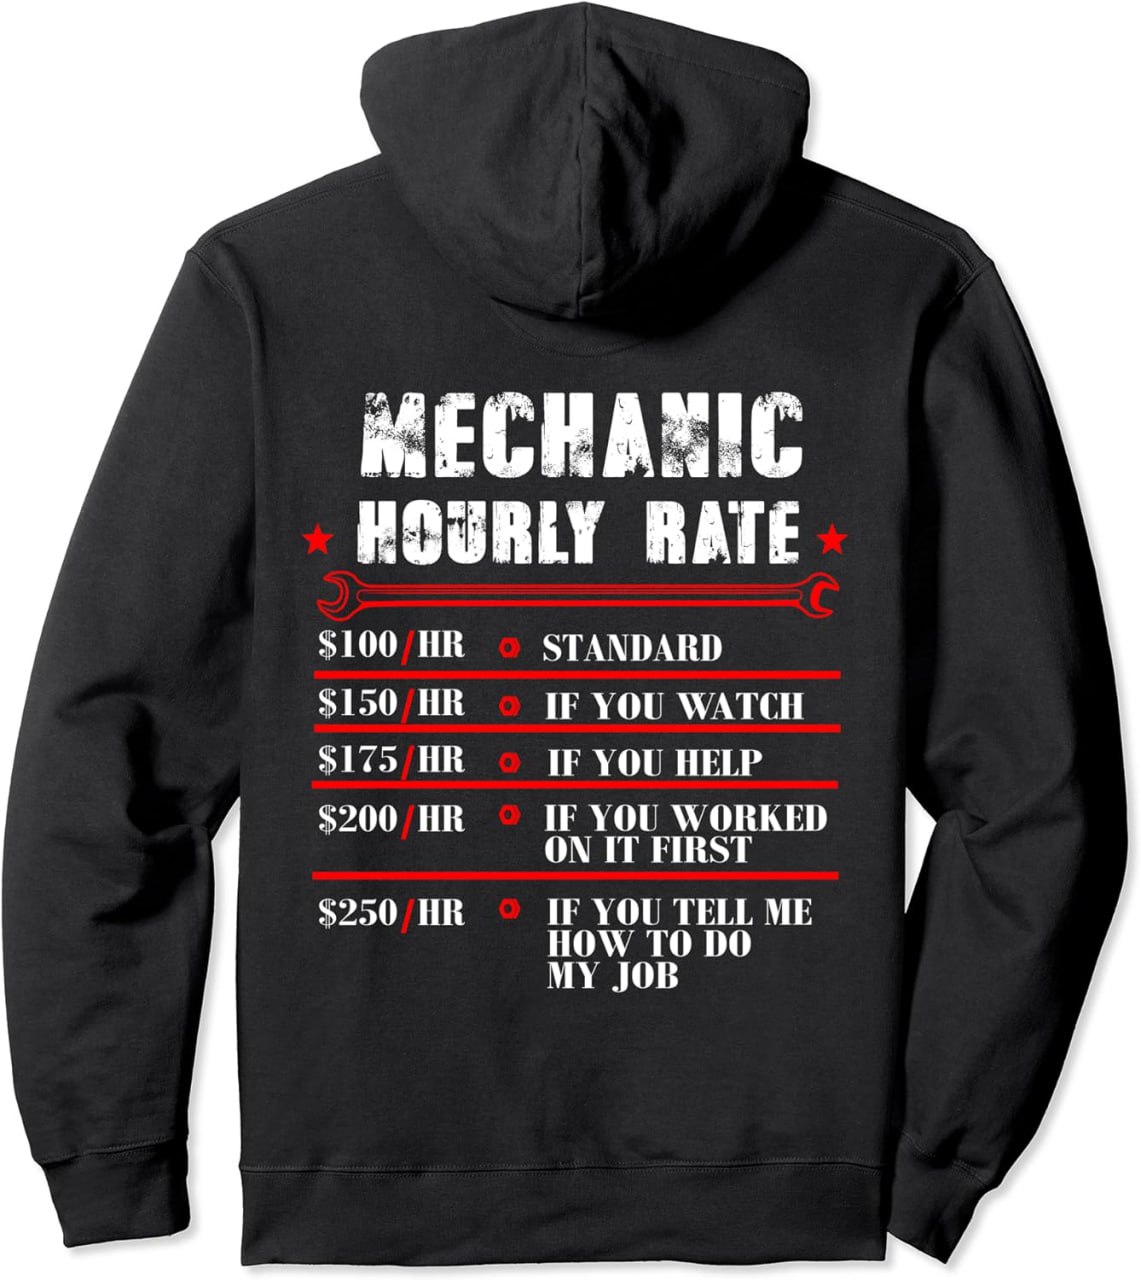 MECHANIC
HOURLY RATE
$100/HR STANDARD
$150/HR IF YOU WATCH
$175/HR IF YOU HELP
$200/HR IF YOU WORKED
ON IT FIRST
$250/HR IF YOU TELL ME
HOW TO DO
MY JOB